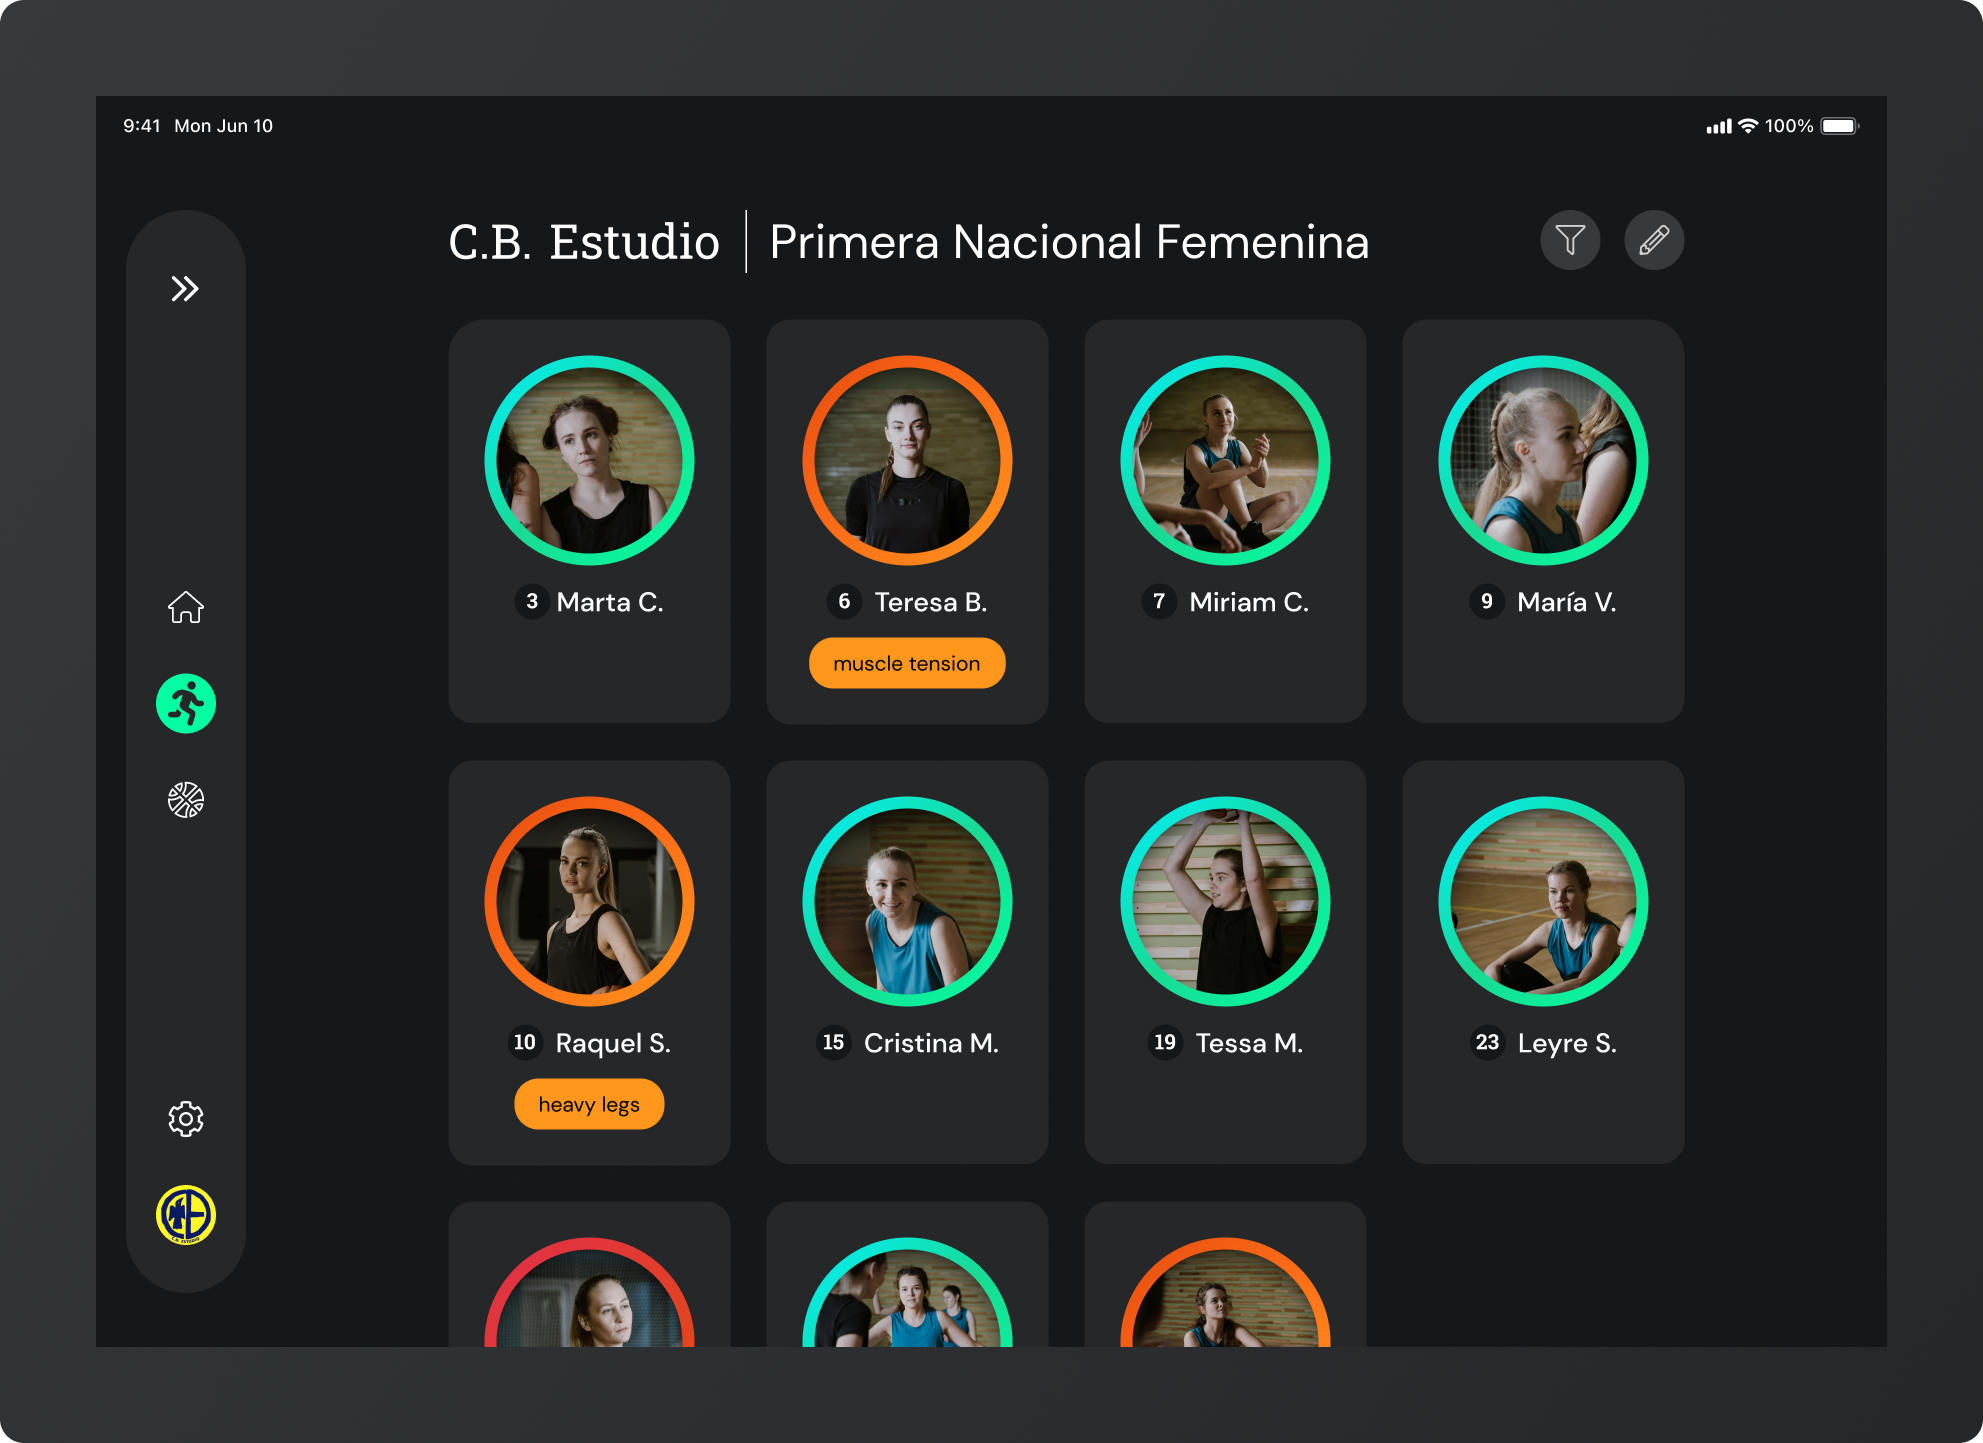 9:41 Mon Jun 10
100%
C.B. Estudio Primera Nacional Femenina
3 Marta C.
6 Teresa B.
muscle tension
7 Miriam C.
9 María V.
10 Raquel S.
heavy legs
15 Cristina M.
19 Tessa M.
23 Leyre S.
C.B. ESTUDIO